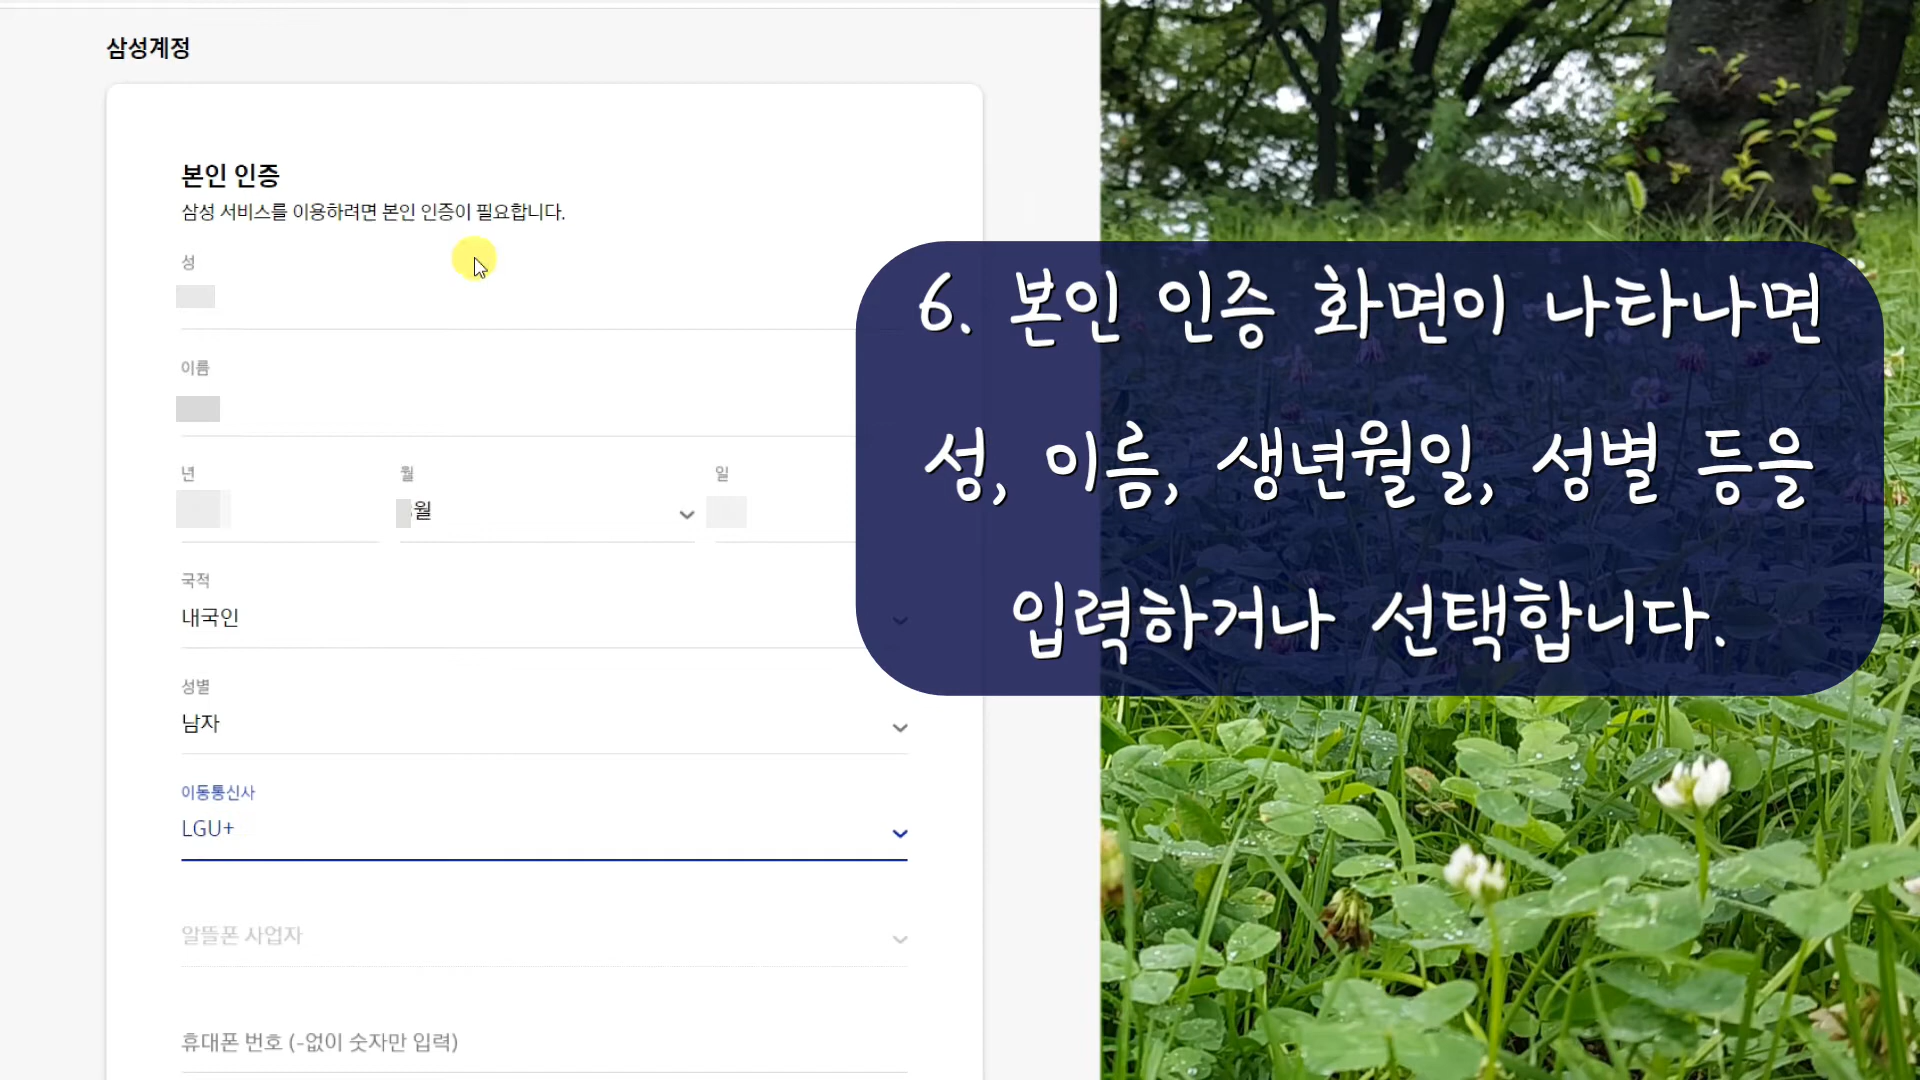 삼성계정
본인 인증
삼성 서비스를 이용하려면 본인 인증이 필요합니다.
성
이름
년 월 일
월
국적
내국인
성별
남자
이동통신사
LGU+
알뜰폰 사업자
휴대폰 번호 (-없이 숫자만 입력)
6. 본인 인증 화면이 나타나면
성, 이름, 생년월일, 성별 등을
입력하거나 선택합니다.